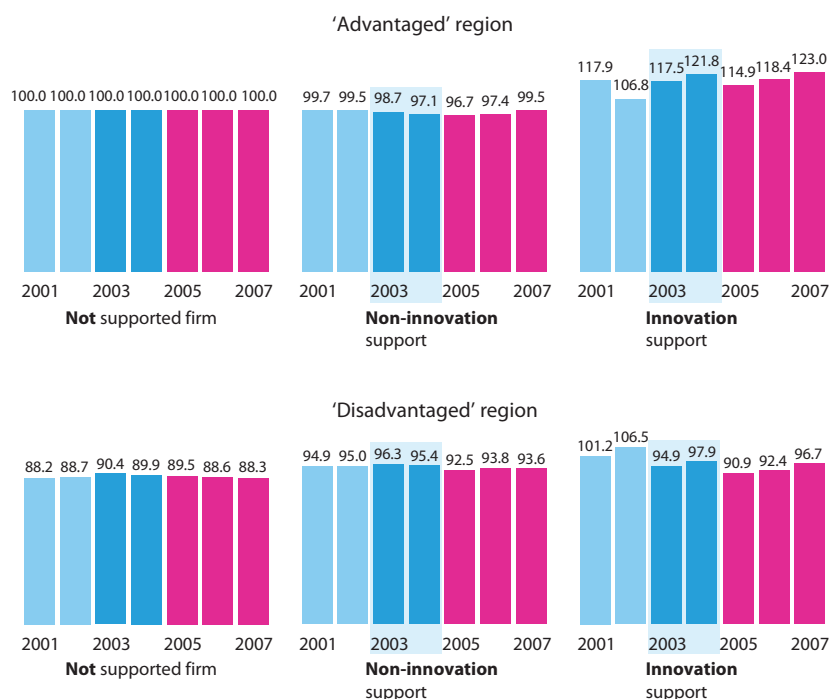 ‘Advantaged’ region
100.0 100.0 100.0 100.0 100.0 100.0 100.0
2001 2003 2005 2007
Not supported firm
99.7 99.5 98.7 97.1 96.7 97.4 99.5
2001 2003 2005 2007
Non-innovation
support
117.9 106.8 117.5 121.8 114.9 118.4 123.0
2001 2003 2005 2007
Innovation
support
‘Disadvantaged’ region
88.2 88.7 90.4 89.9 89.5 88.6 88.3
2001 2003 2005 2007
Not supported firm
94.9 95.0 96.3 95.4 92.5 93.8 93.6
2001 2003 2005 2007
Non-innovation
support
101.2 106.5 94.9 97.9 90.9 92.4 96.7
2001 2003 2005 2007
Innovation
support